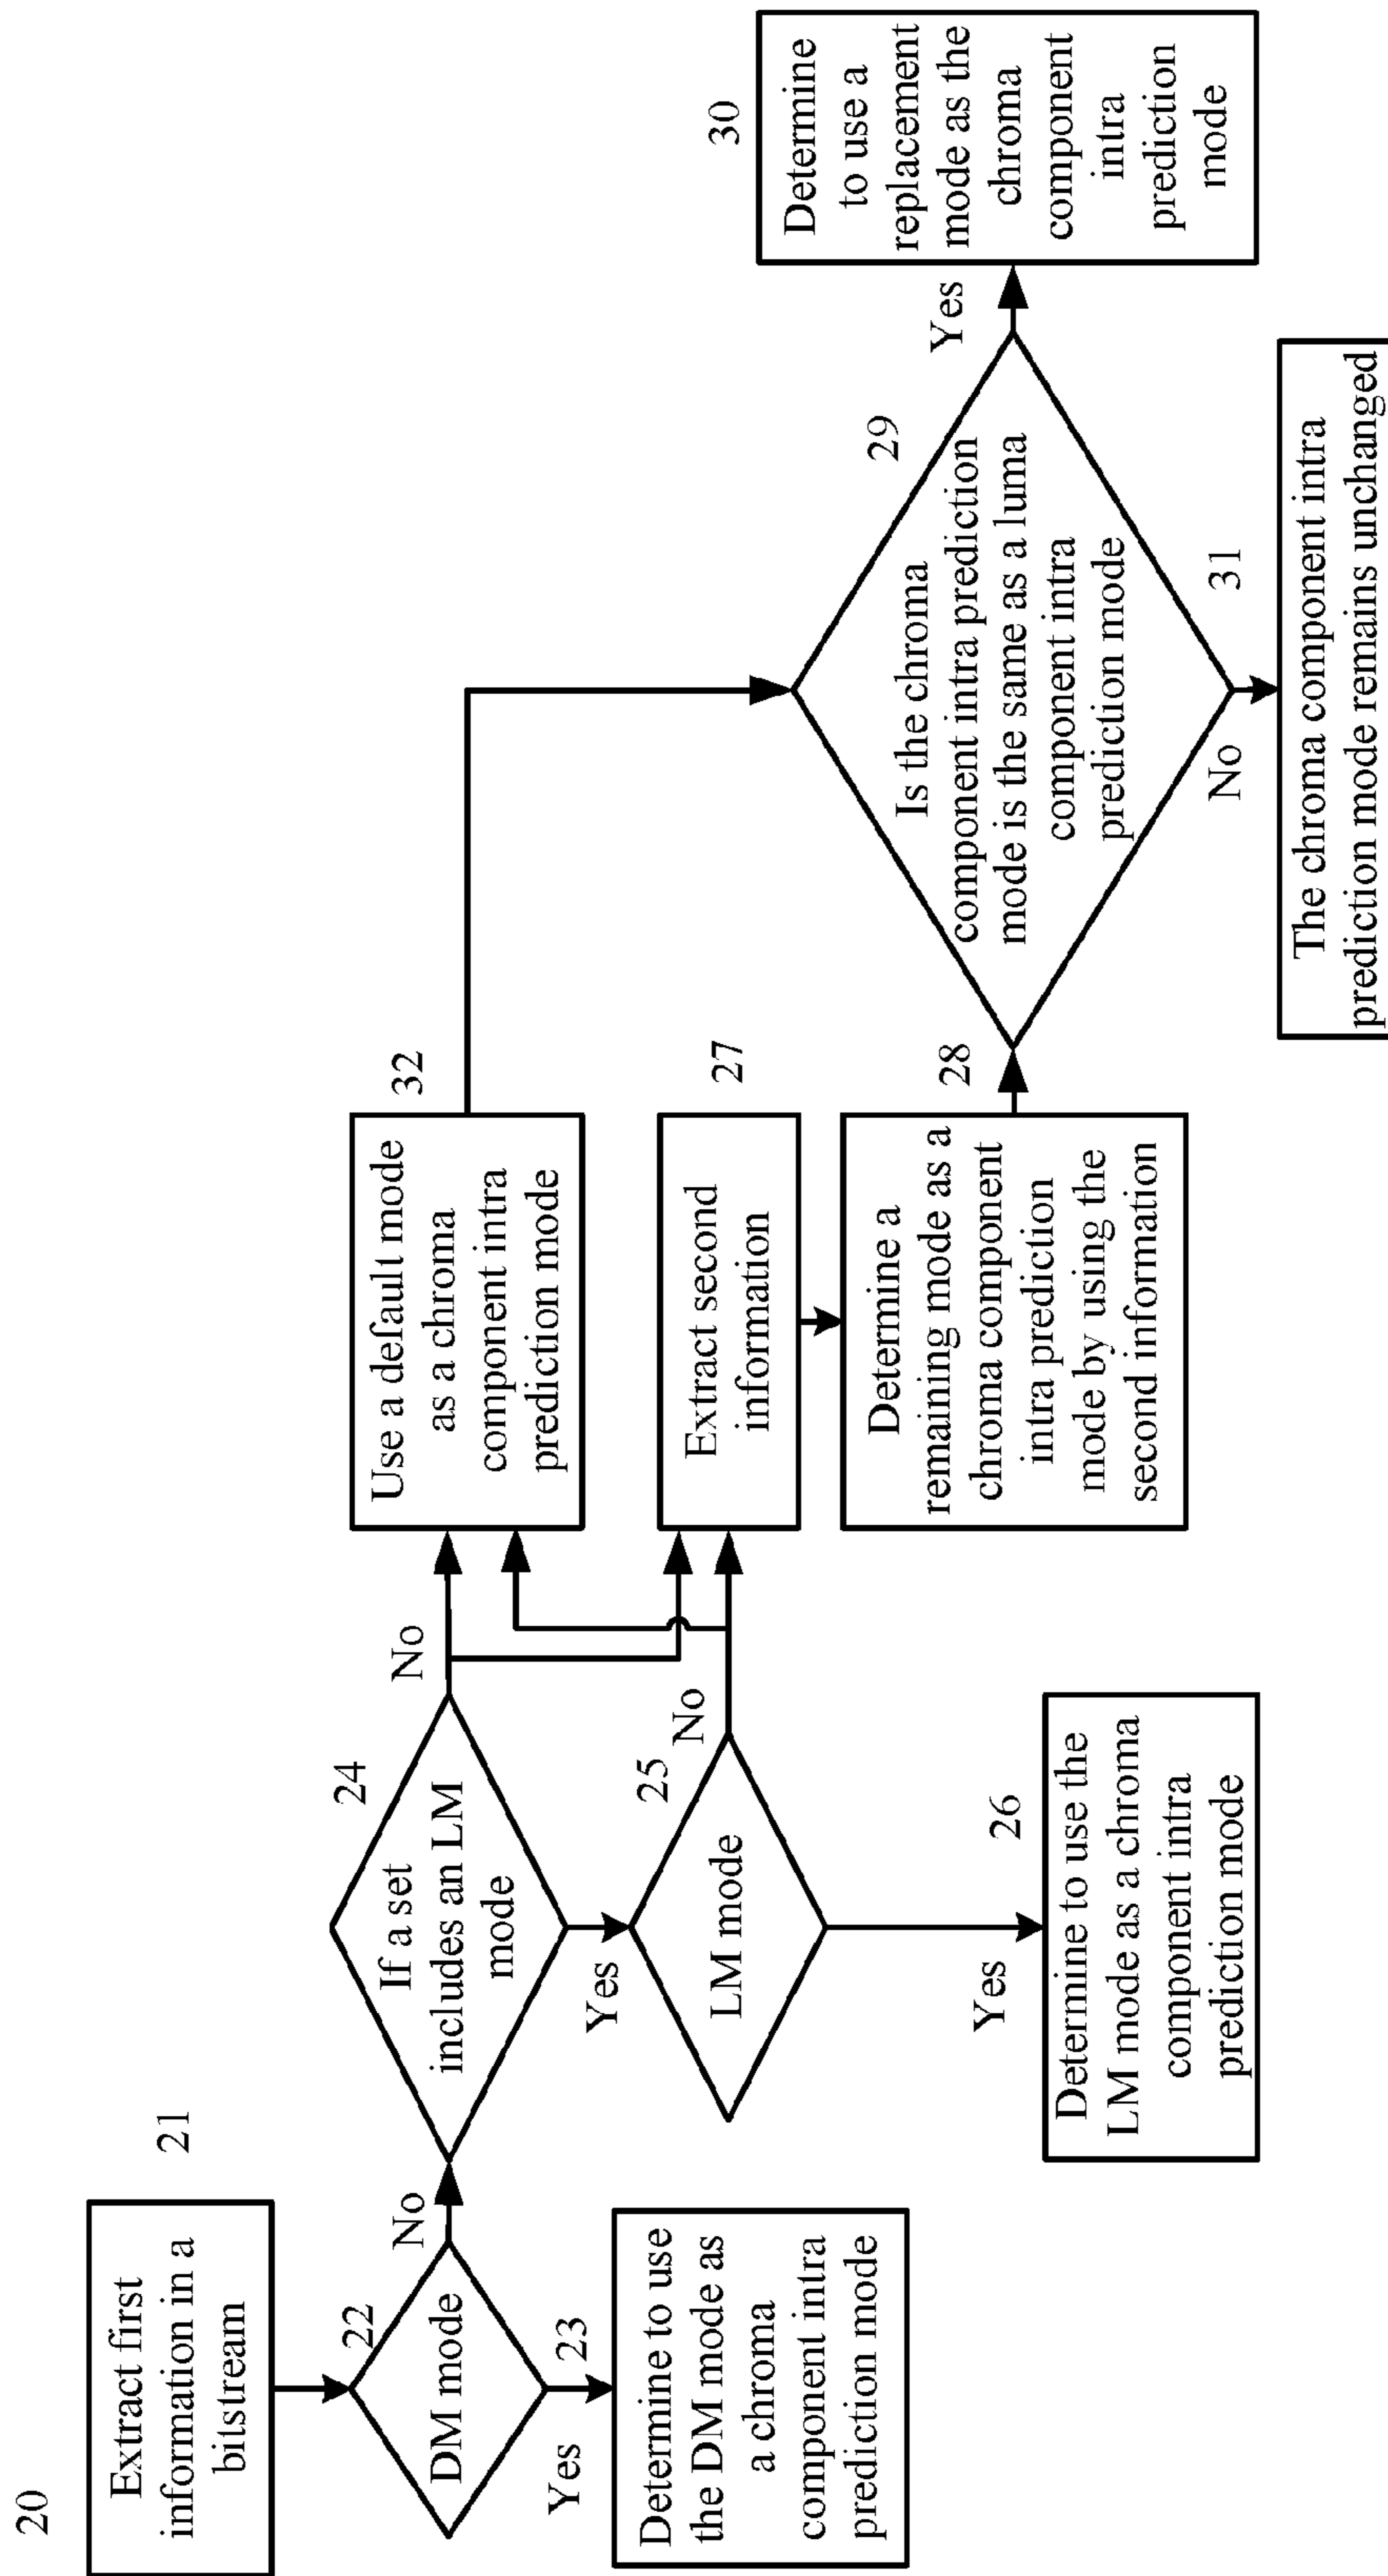 20
Extract first
information in a
bitstream
21
DM mode
22
No
Yes
23
Determine to use
the DM mode as
a chroma
component intra
prediction mode
If a set
includes an LM
mode
24
No
Yes
LM mode
25
No
Yes
26
Determine to use the
LM mode as a chroma
component intra
prediction mode
Use a default mode
as a chroma
component intra
prediction mode
32
Extract second
information
27
Determine a
remaining mode as a
chroma component
intra prediction
mode by using the
second information
28
Is the chroma
component intra prediction
mode is the same as a luma
component intra
prediction mode
29
Yes
No
30
Determine
to use a
replacement
mode as the
chroma
component
intra
prediction
mode
31
The chroma component intra
prediction mode remains unchanged